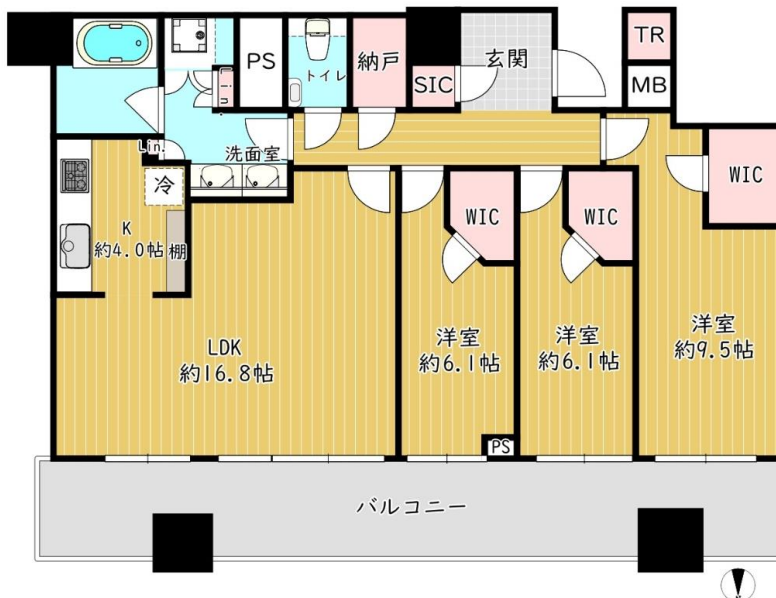 PS
トイレ
納戸
SIC
玄関
TR
MB
Lin.
Lin.
洗面室
冷
K
約4.0帖
棚
WIC
WIC
WIC
LDK
約16.8帖
洋室
約6.1帖
洋室
約6.1帖
洋室
約9.5帖
PS
バルコニー